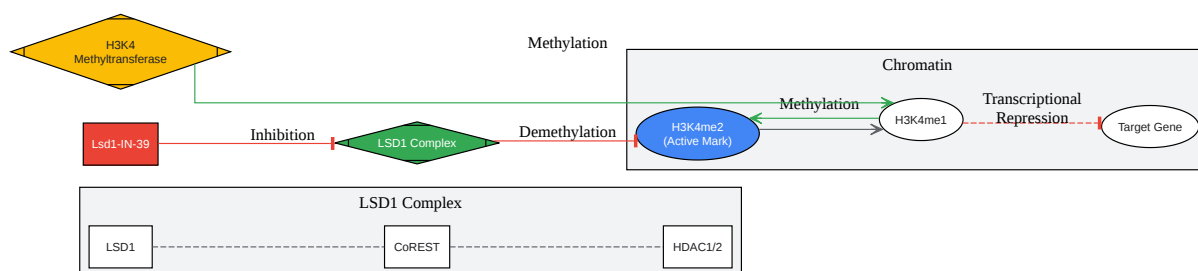 H3K4
Methyltransferase
Methylation
Chromatin
Methylation
Transcriptional
Repression
Lsd1-IN-39
Inhibition
LSD1 Complex
Demethylation
H3K4me2
(Active Mark)
H3K4me1
Target Gene
LSD1 Complex
LSD1
CoREST
HDAC1/2